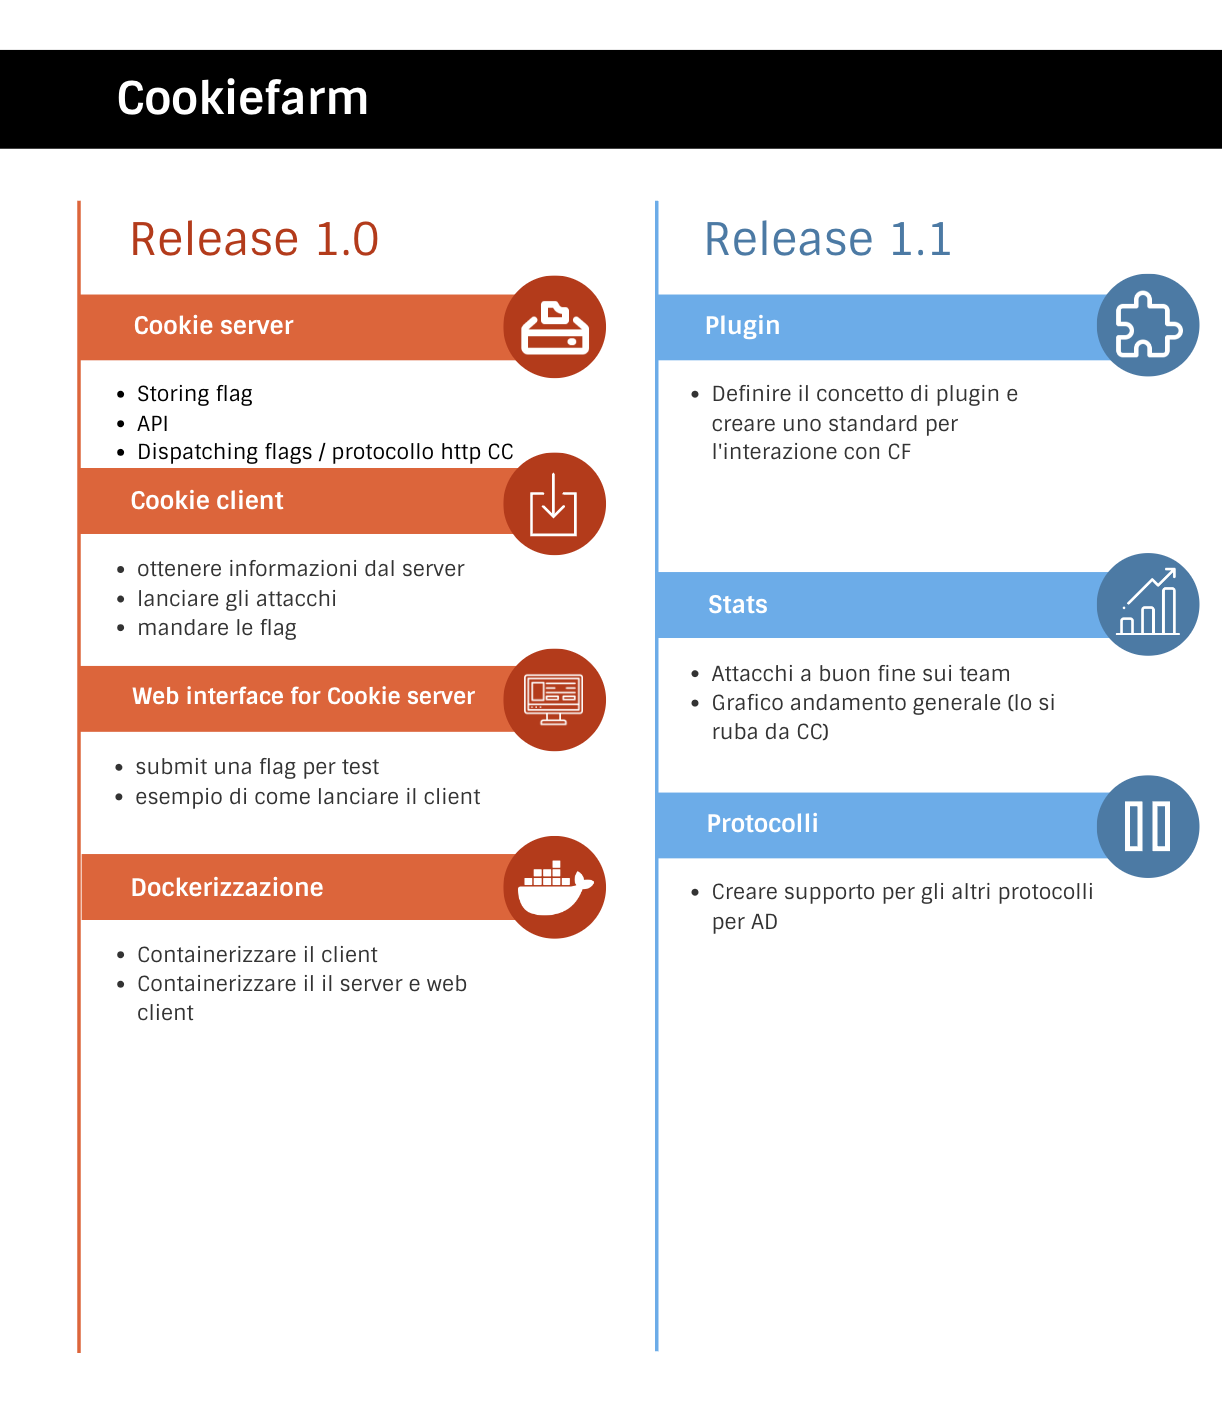 Cookiefarm
Release 1.0
Cookie server
Storing flag
API
Dispatching flags / protocollo http CC
Cookie client
ottenere informazioni dal server
lanciare gli attacchi
mandare le flag
Web interface for Cookie server
submit una flag per test
esempio di come lanciare il client
Dockerizzazione
Containerizzare il client
Containerizzare il il server e web
client
Release 1.1
Plugin
Definire il concetto di plugin e
creare uno standard per
l'interazione con CF
Stats
Attacchi a buon fine sui team
Grafico andamento generale (lo si
ruba da CC)
Protocolli
Creare supporto per gli altri protocolli
per AD